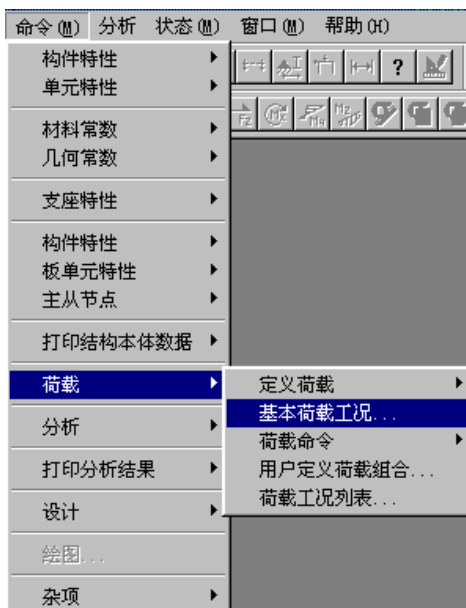 命令(M) 分析 状态(M) 窗口(M) 帮助(H)
构件特性
单元特性
材料常数
几何常数
支座特性
构件特性
板单元特性
主从节点
打印结构本体数据
荷载
分析
打印分析结果
设计
绘图...
杂项
?
F2 Mx My Mz
定义荷载
基本荷载工况...
荷载命令
用户定义荷载组合...
荷载工况列表...